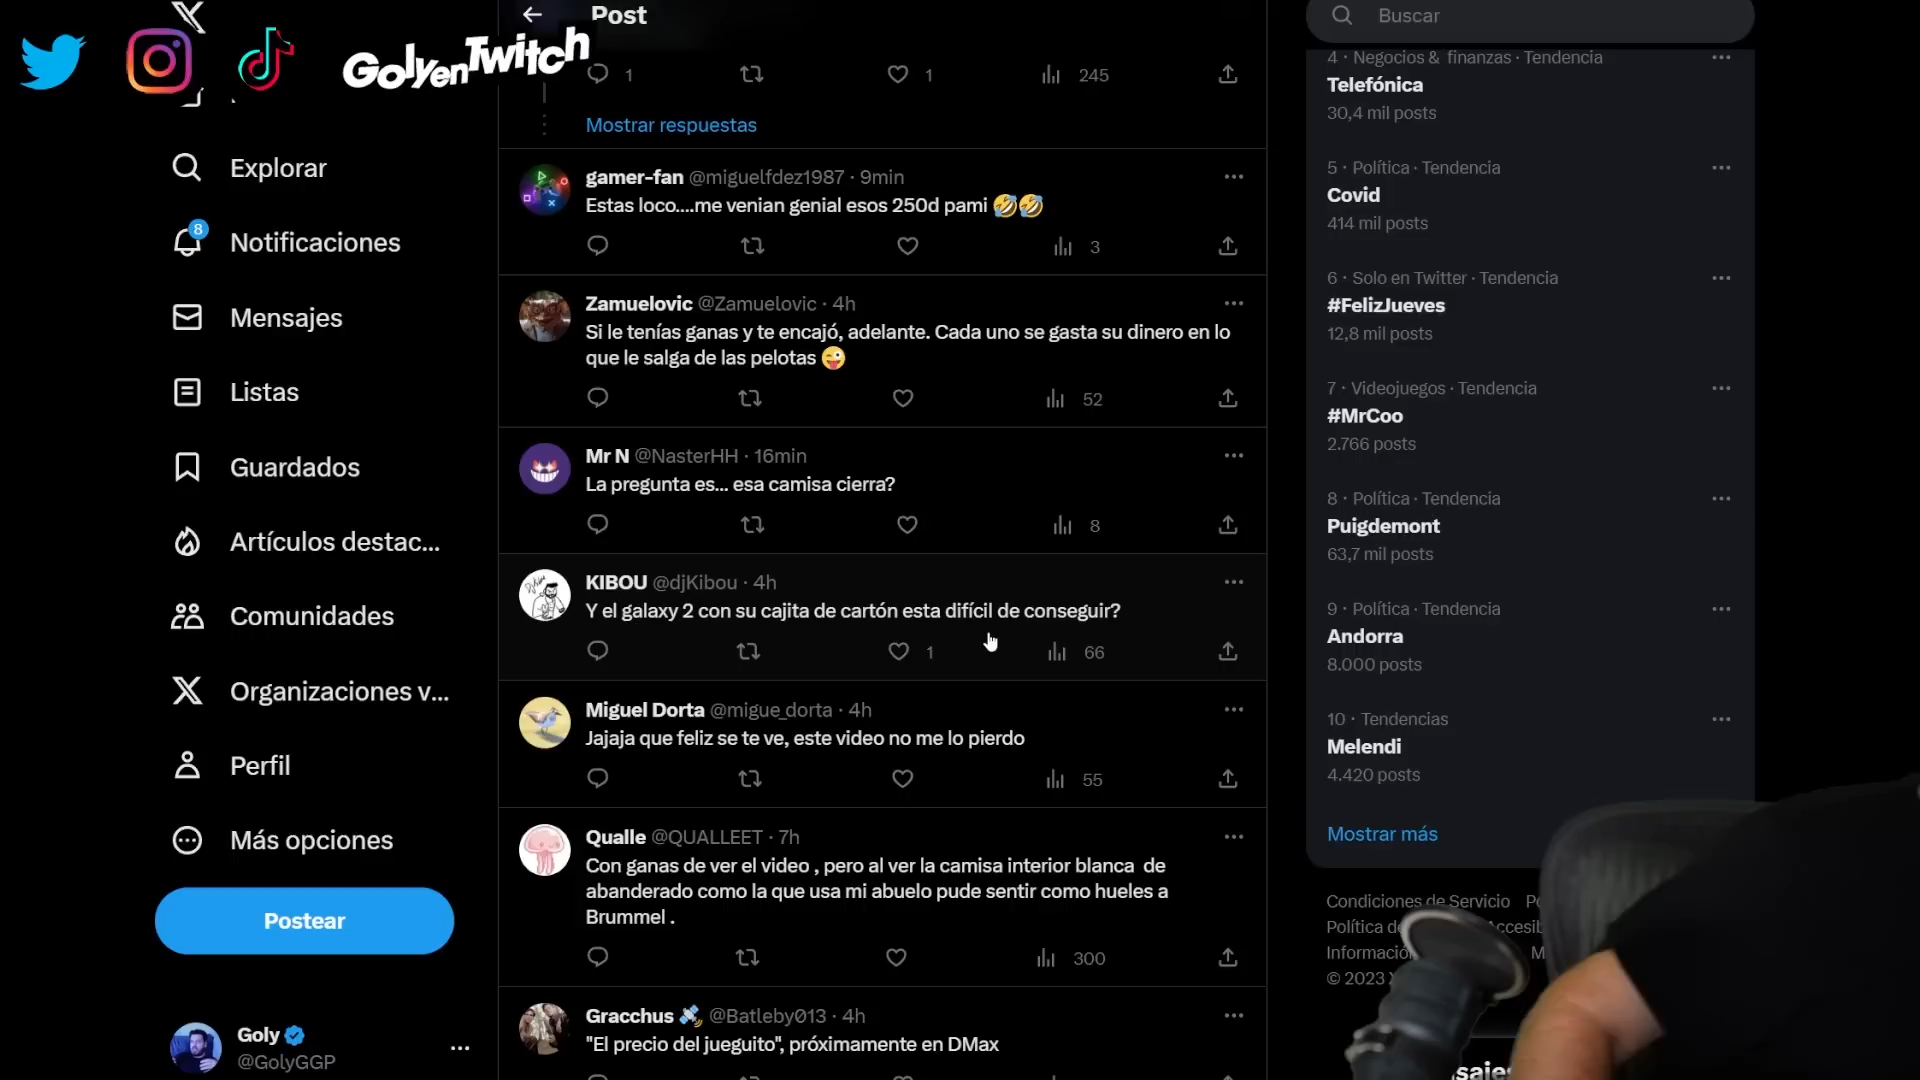 GolyenTwitch
Post
Buscar
1
1
245
Mostrar respuestas
Explorar
8
Notificaciones
Mensajes
Listas
Guardados
Artículos destac...
Comunidades
Organizaciones v...
Perfil
Más opciones
Postear
Goly
@GolyGGP
gamer-fan @miguelfdez1987 · 9min
Estas loco....me venian genial esos 250d pami 🤣🤣
3
Zamuelovic @Zamuelovic · 4h
Si le tenías ganas y te encajó, adelante. Cada uno se gasta su dinero en lo
que le salga de las pelotas 😜
52
Mr N @NasterHH · 16min
La pregunta es... esa camisa cierra?
8
KIBOU @djKibou · 4h
Y el galaxy 2 con su cajita de cartón esta difícil de conseguir?
1
66
Miguel Dorta @migue_dorta · 4h
Jajaja que feliz se te ve, este video no me lo pierdo
55
Qualle @QUALLEET · 7h
Con ganas de ver el video , pero al ver la camisa interior blanca de
abanderado como la que usa mi abuelo pude sentir como hueles a
Brummel .
300
Gracchus 🛰️ @Batleby013 · 4h
"El precio del jueguito", próximamente en DMax
4 · Negocios & finanzas · Tendencia
Telefónica
30,4 mil posts
5 · Política · Tendencia
Covid
414 mil posts
6 · Solo en Twitter · Tendencia
#FelizJueves
12,8 mil posts
7 · Videojuegos · Tendencia
#MrCoo
2.766 posts
8 · Política · Tendencia
Puigdemont
63,7 mil posts
9 · Política · Tendencia
Andorra
8.000 posts
10 · Tendencias
Melendi
4.420 posts
Mostrar más
Condiciones de Servicio
Política de
© 2023